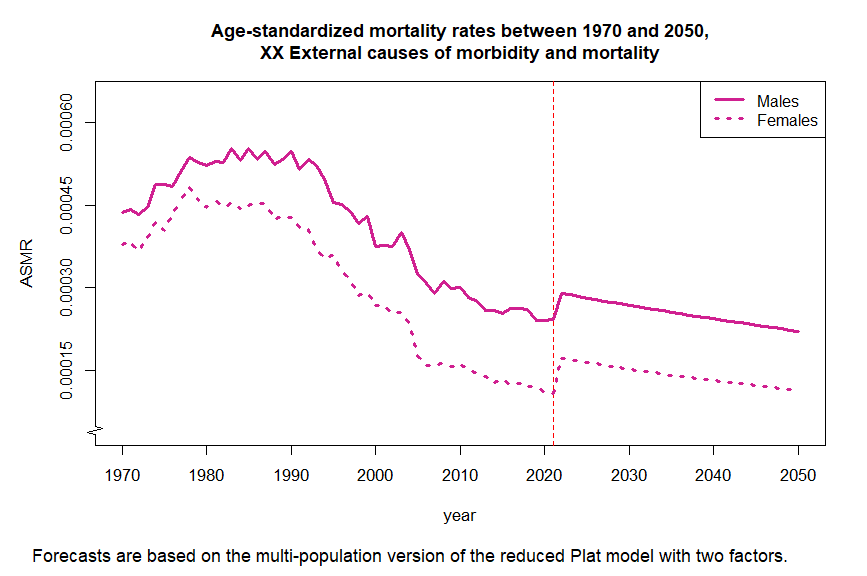 Age-standardized mortality rates between 1970 and 2050,
XX External causes of morbidity and mortality
Males
Females
0.00060
0.00045
0.00030
0.00015
ASMR
1970 1980 1990 2000 2010 2020 2030 2040 2050
year
Forecasts are based on the multi-population version of the reduced Plat model with two factors.